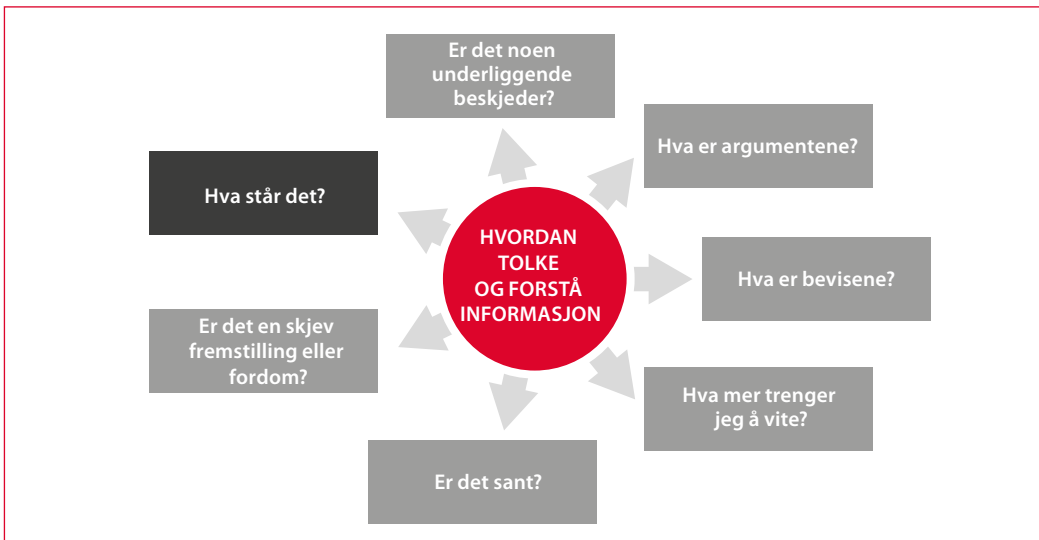 Er det noen
underliggende
beskjeder?
Hva er argumentene?
Hva står det?
HVORDAN
TOLKE
OG FORSTÅ
INFORMASJON
Hva er bevisene?
Er det en skjev
fremstilling eller
fordom?
Hva mer trenger
jeg å vite?
Er det sant?